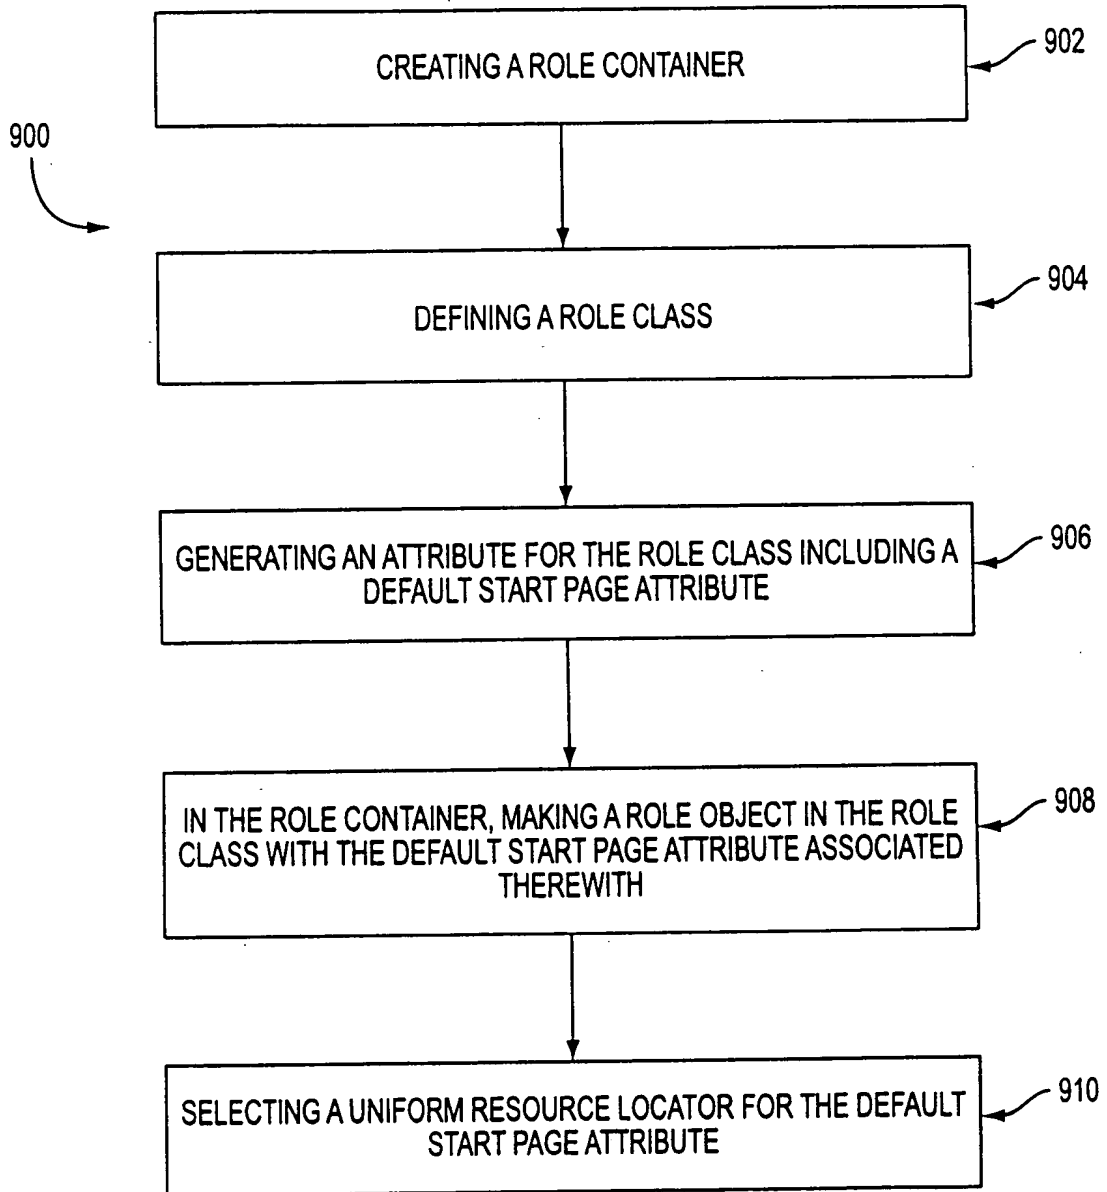 CREATING A ROLE CONTAINER
902
900
DEFINING A ROLE CLASS
904
GENERATING AN ATTRIBUTE FOR THE ROLE CLASS INCLUDING A
DEFAULT START PAGE ATTRIBUTE
906
IN THE ROLE CONTAINER, MAKING A ROLE OBJECT IN THE ROLE
CLASS WITH THE DEFAULT START PAGE ATTRIBUTE ASSOCIATED
THEREWITH
908
SELECTING A UNIFORM RESOURCE LOCATOR FOR THE DEFAULT
START PAGE ATTRIBUTE
910